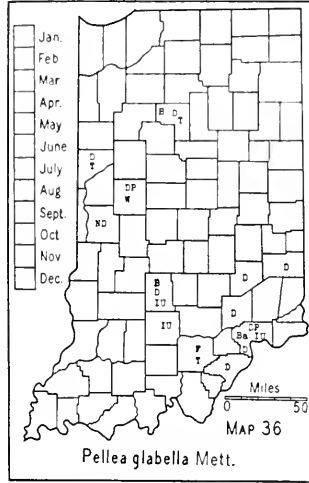 Jan.
Feb
Mar
Apr.
May
June
July
Aug
Sept.
Oct
Nov
Dec.
B D
T
D
T
DP
W
ND
B
D
IU
D
D
D
IU
DP
Ba IU
D
F
T
D
Miles
0 50
MAP 36
Pellea glabella Mett.